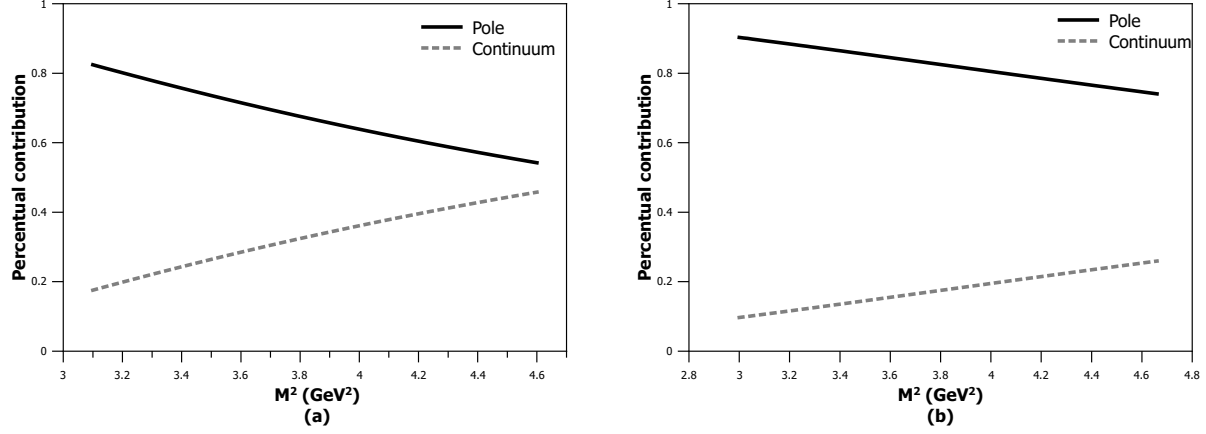 1
0.8
0.6
0.4
0.2
0
Percentual contribution
Pole
Continuum
3 3.2 3.4 3.6 3.8 4 4.2 4.4 4.6
M² (GeV²)
(a)
1
0.8
0.6
0.4
0.2
0
Percentual contribution
Pole
Continuum
2.8 3 3.2 3.4 3.6 3.8 4 4.2 4.4 4.6 4.8
M² (GeV²)
(b)